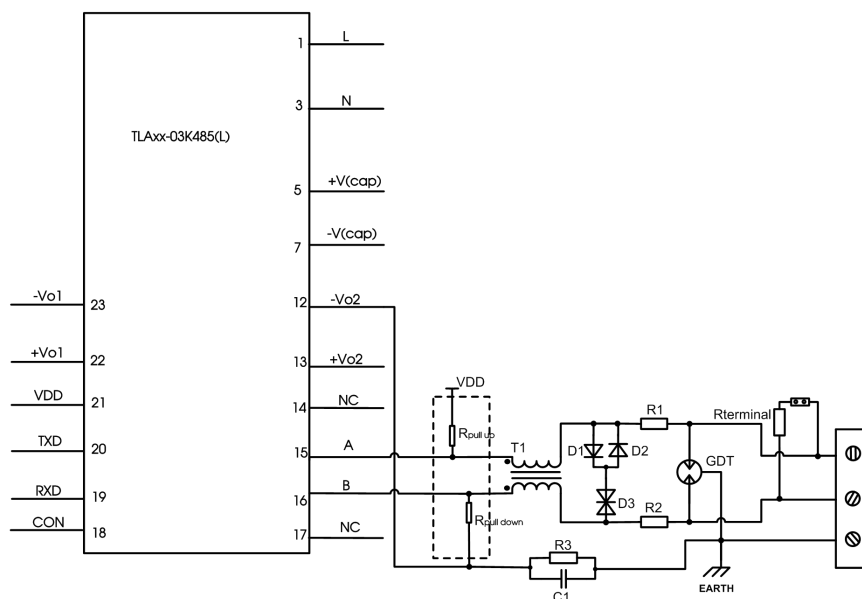 1 L
3 N
TLAxx-03K485(L)
5 +V(cap)
7 -V(cap)
-Vo1 23
12 -Vo2
+Vo1 22
13 +Vo2
VDD 21
14 NC
TXD 20
15 A
RXD 19
16 B
CON 18
17 NC
VDD
Rpull up
T1
D1
D2
D3
R1
R2
GDT
Rterminal
Rpull down
R3
C1
EARTH